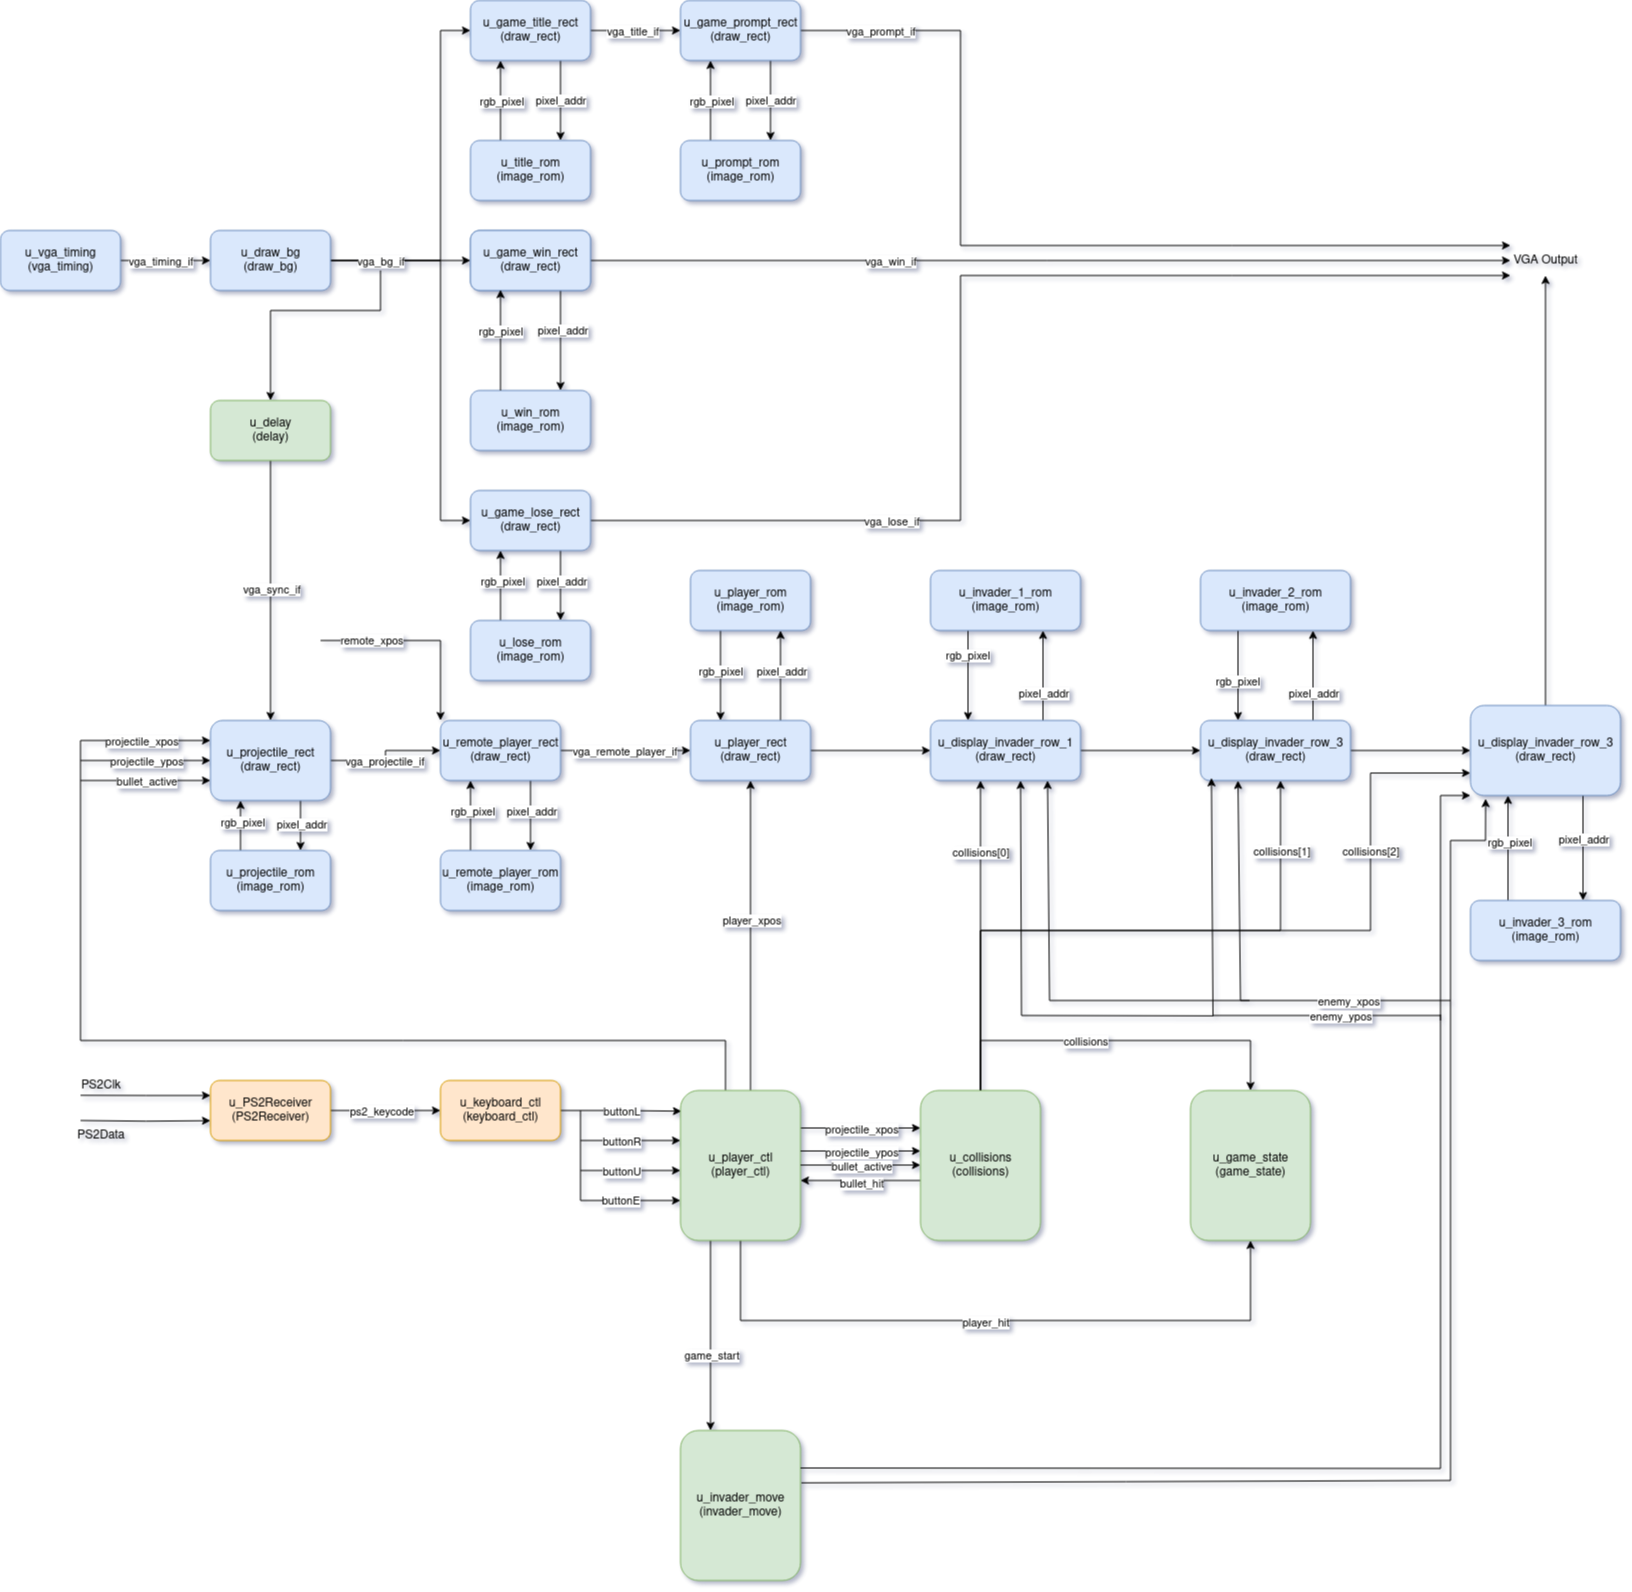 u_game_title_rect
(draw_rect)
vga_title_if
u_game_prompt_rect
(draw_rect)
vga_prompt_if
rgb_pixel
pixel_addr
rgb_pixel
pixel_addr
u_title_rom
(image_rom)
u_prompt_rom
(image_rom)
u_vga_timing
(vga_timing)
vga_timing_if
u_draw_bg
(draw_bg)
vga_bg_if
u_game_win_rect
(draw_rect)
vga_win_if
VGA Output
rgb_pixel
pixel_addr
u_win_rom
(image_rom)
u_delay
(delay)
u_game_lose_rect
(draw_rect)
vga_lose_if
rgb_pixel
pixel_addr
vga_sync_if
u_lose_rom
(image_rom)
remote_xpos
u_player_rom
(image_rom)
u_invader_1_rom
(image_rom)
u_invader_2_rom
(image_rom)
rgb_pixel
pixel_addr
rgb_pixel
pixel_addr
rgb_pixel
pixel_addr
projectile_xpos
projectile_ypos
bullet_active
u_projectile_rect
(draw_rect)
vga_projectile_if
u_remote_player_rect
(draw_rect)
vga_remote_player_if
u_player_rect
(draw_rect)
u_display_invader_row_1
(draw_rect)
u_display_invader_row_3
(draw_rect)
u_display_invader_row_3
(draw_rect)
rgb_pixel
pixel_addr
rgb_pixel
pixel_addr
collisions[0]
collisions[1]
collisions[2]
rgb_pixel
pixel_addr
u_projectile_rom
(image_rom)
u_remote_player_rom
(image_rom)
player_xpos
u_invader_3_rom
(image_rom)
enemy_xpos
enemy_ypos
collisions
PS2Clk
PS2Data
u_PS2Receiver
(PS2Receiver)
ps2_keycode
u_keyboard_ctl
(keyboard_ctl)
buttonL
buttonR
buttonU
buttonE
u_player_ctl
(player_ctl)
projectile_xpos
projectile_ypos
bullet_active
bullet_hit
u_collisions
(collisions)
u_game_state
(game_state)
player_hit
game_start
u_invader_move
(invader_move)